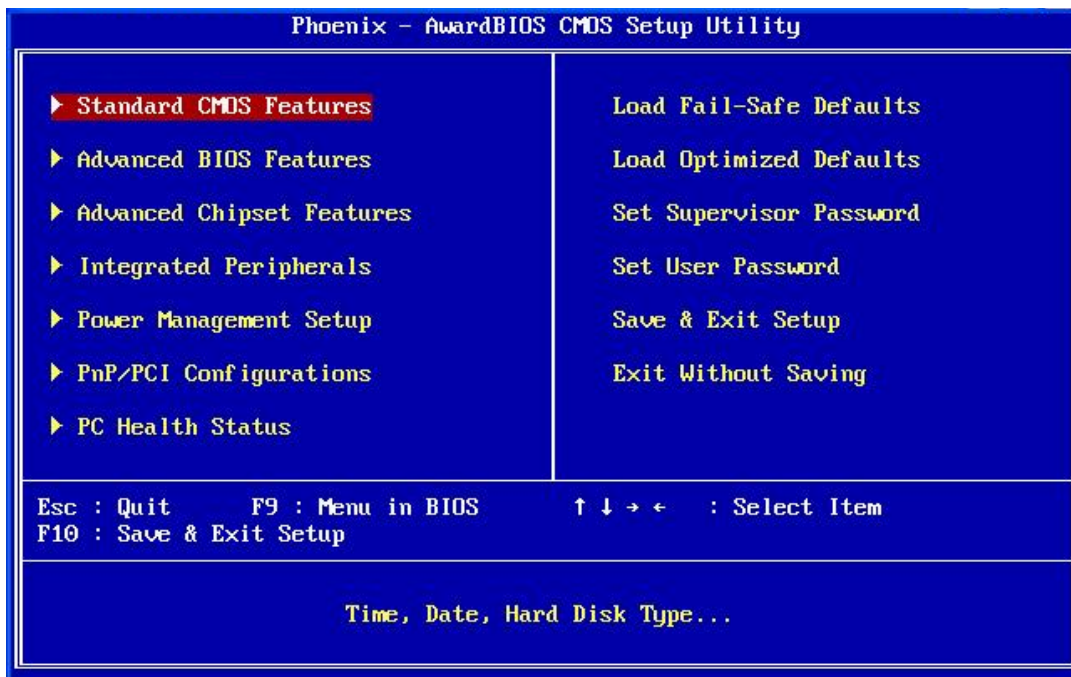 Phoenix - AwardBIOS CMOS Setup Utility
▶ Standard CMOS Features
▶ Advanced BIOS Features
▶ Advanced Chipset Features
▶ Integrated Peripherals
▶ Power Management Setup
▶ PnP/PCI Configurations
▶ PC Health Status
Load Fail-Safe Defaults
Load Optimized Defaults
Set Supervisor Password
Set User Password
Save & Exit Setup
Exit Without Saving
Esc : Quit F9 : Menu in BIOS ↑ ↓ → ← : Select Item
F10 : Save & Exit Setup
Time, Date, Hard Disk Type...